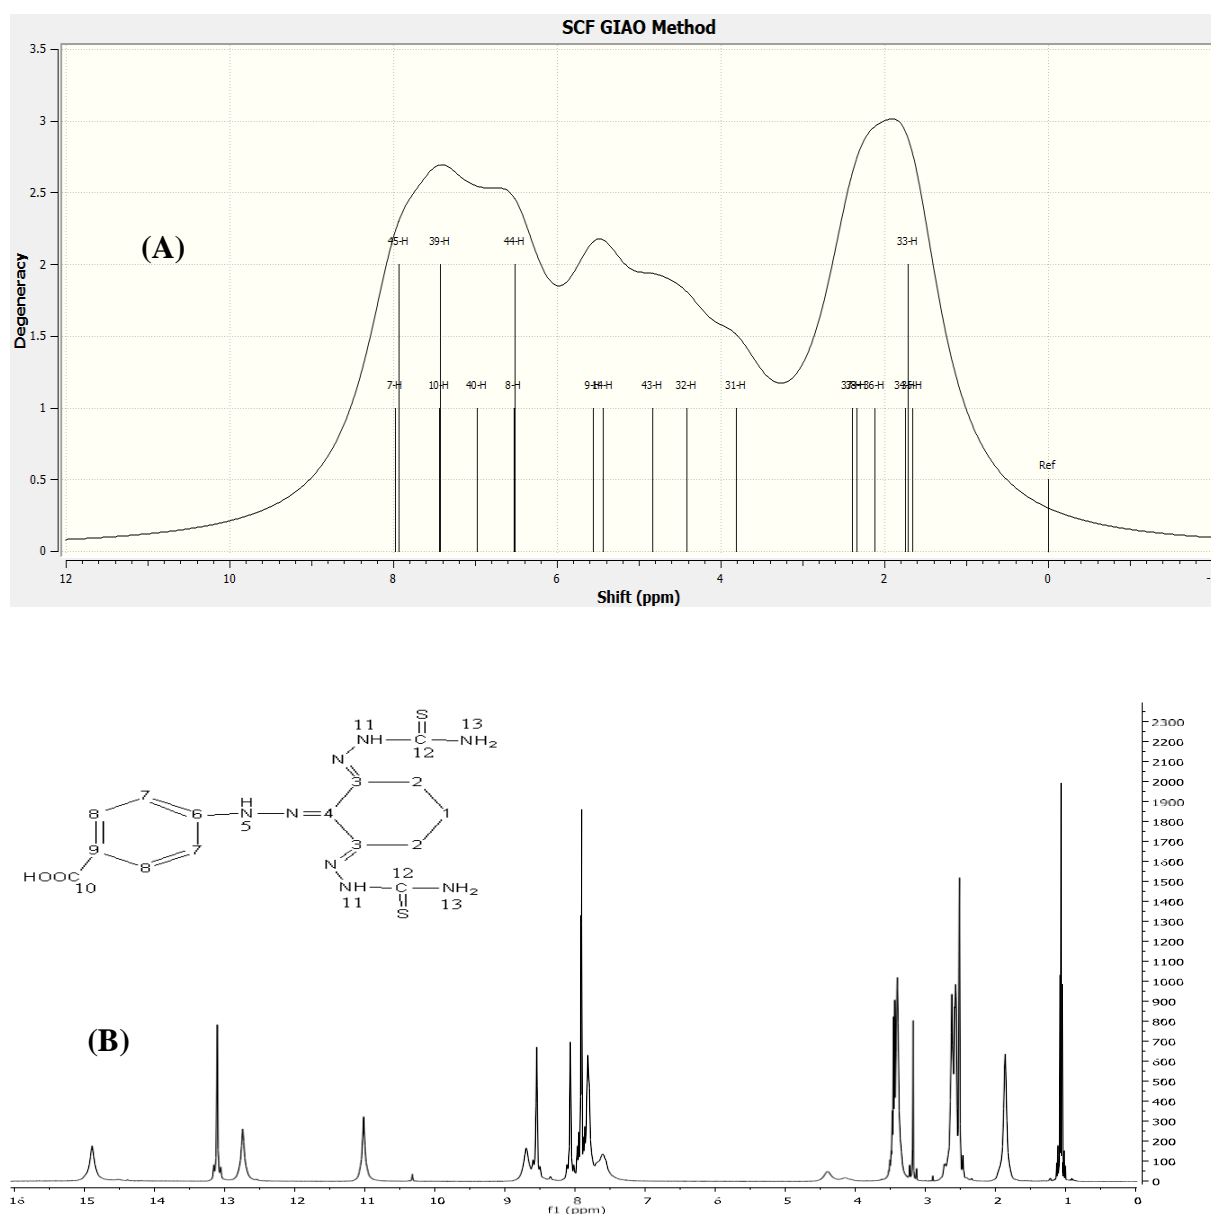 SCF GIAO Method
3.5
3
2.5
2
1.5
1
0.5
0
Degeneracy
(A)
45-H 39-H 44-H 33-H
7-H 10-H 40-H 8-H 43-H 32-H 31-H 36-H
Ref
12 10 8 6 4 2 0
Shift (ppm)
S
11 13
NH C NH₂
12
N
3 2
7
H
8 6 N N 4 1
5
9 7 3 2
8 N
HOOC 12
10 NH C NH₂
11 S 13
(B)
2300
2200
2100
2000
1900
1800
1700
1600
1500
1400
1300
1200
1100
1000
900
800
700
600
500
400
300
200
100
0
16 15 14 13 12 11 10 9 8 7 6 5 4 3 2 1 0
f1 (ppm)